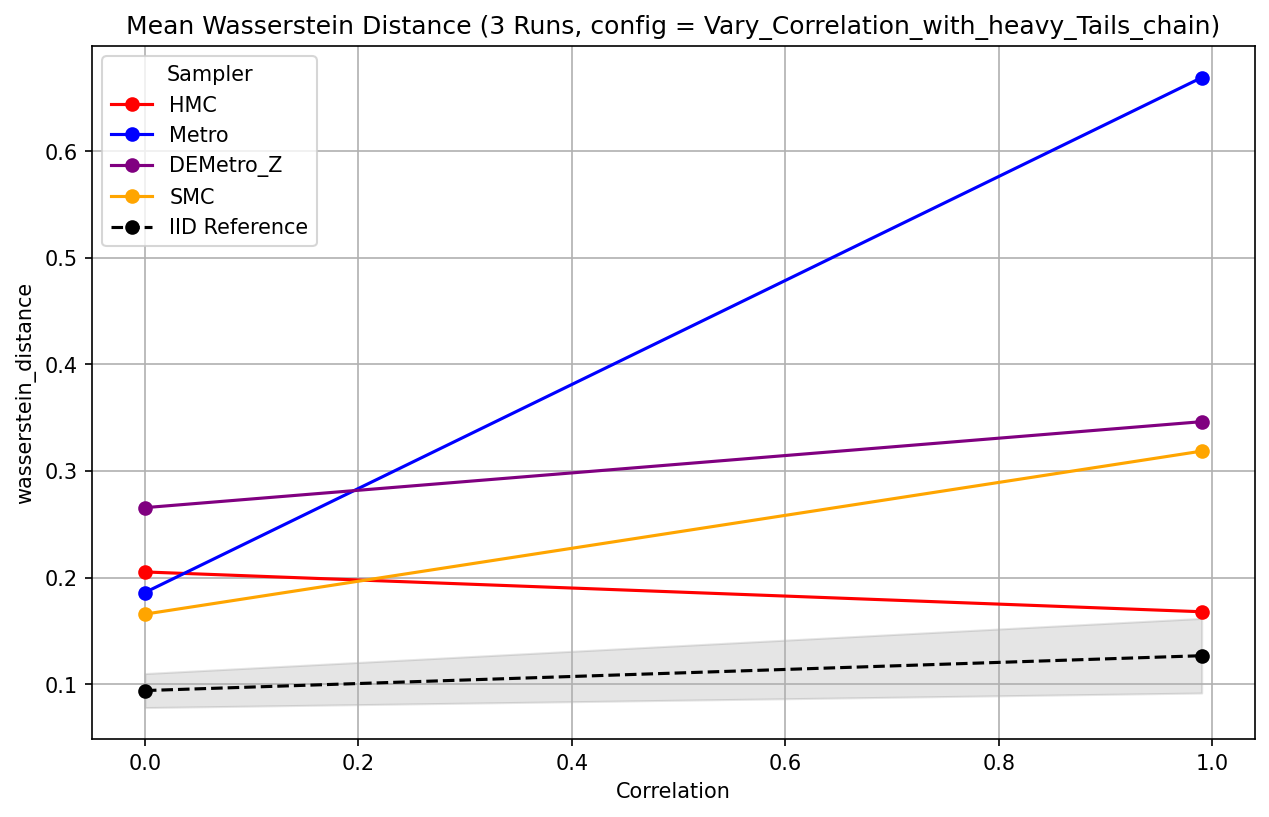 Mean Wasserstein Distance (3 Runs, config = Vary_Correlation_with_heavy_Tails_chain)
Sampler
HMC
Metro
DEMetro_Z
SMC
IID Reference
wasserstein_distance
0.6
0.5
0.4
0.3
0.2
0.1
0.0 0.2 0.4 0.6 0.8 1.0
Correlation